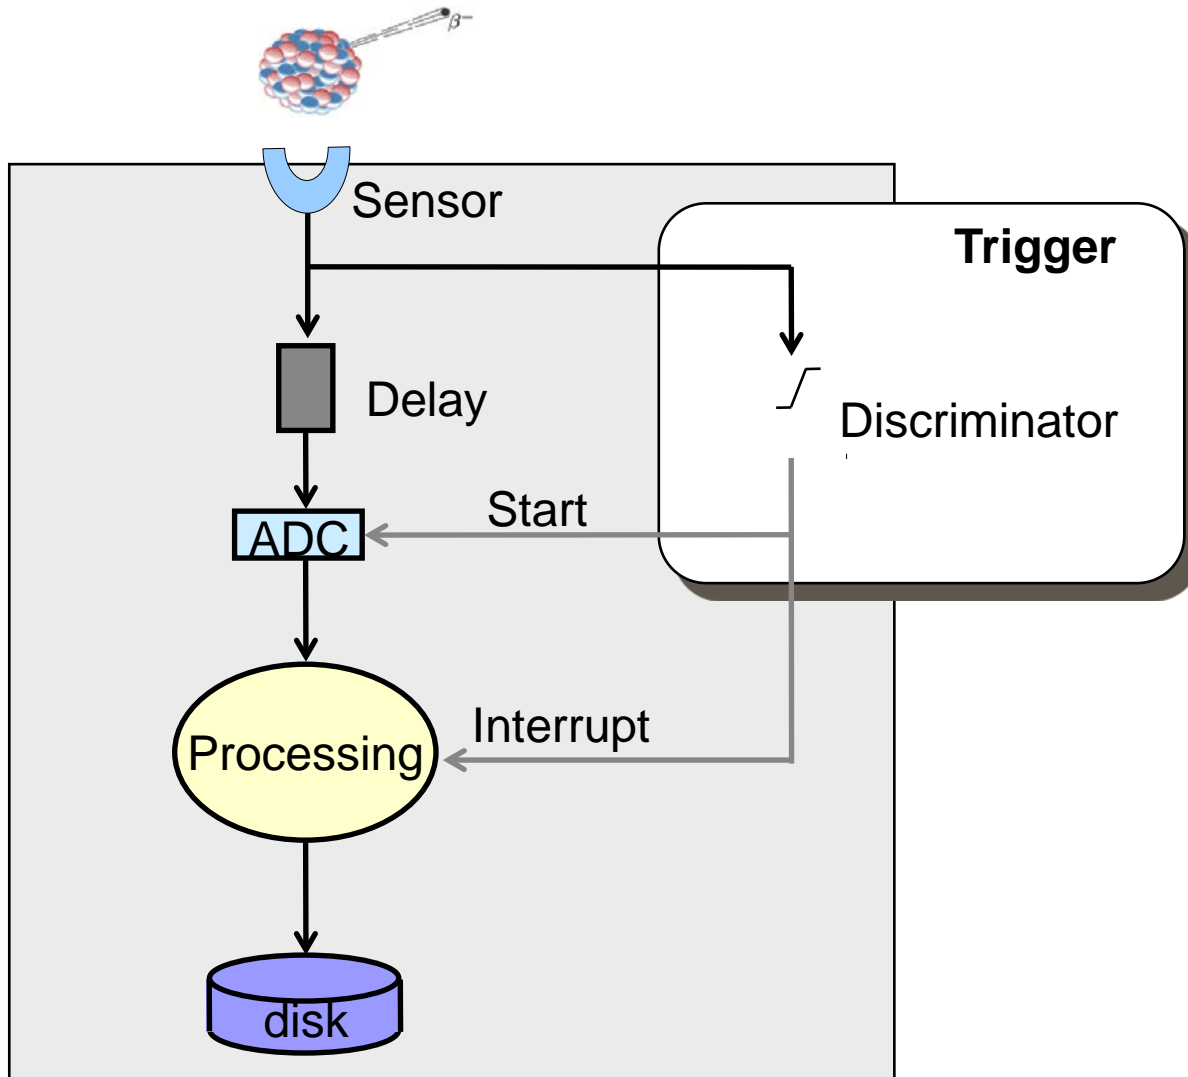 β−
Sensor
Trigger
Delay
Discriminator
Start
ADC
Interrupt
Processing
disk